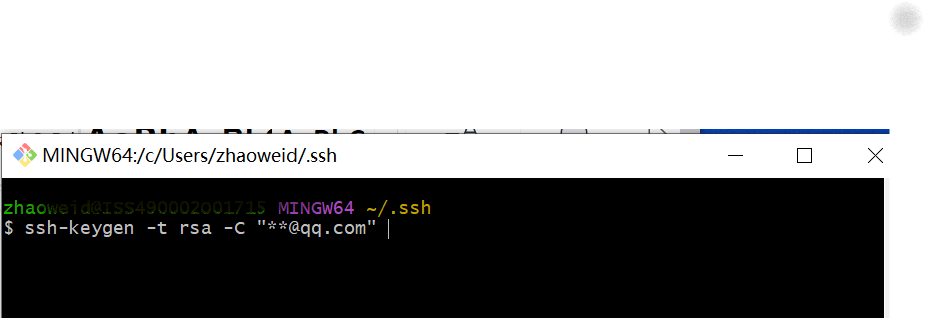 MINGW64:/c/Users/zhaoweid/.ssh
zhaoweid@ISS490002001715 MINGW64 ~/.ssh
$ ssh-keygen -t rsa -C "**@qq.com"